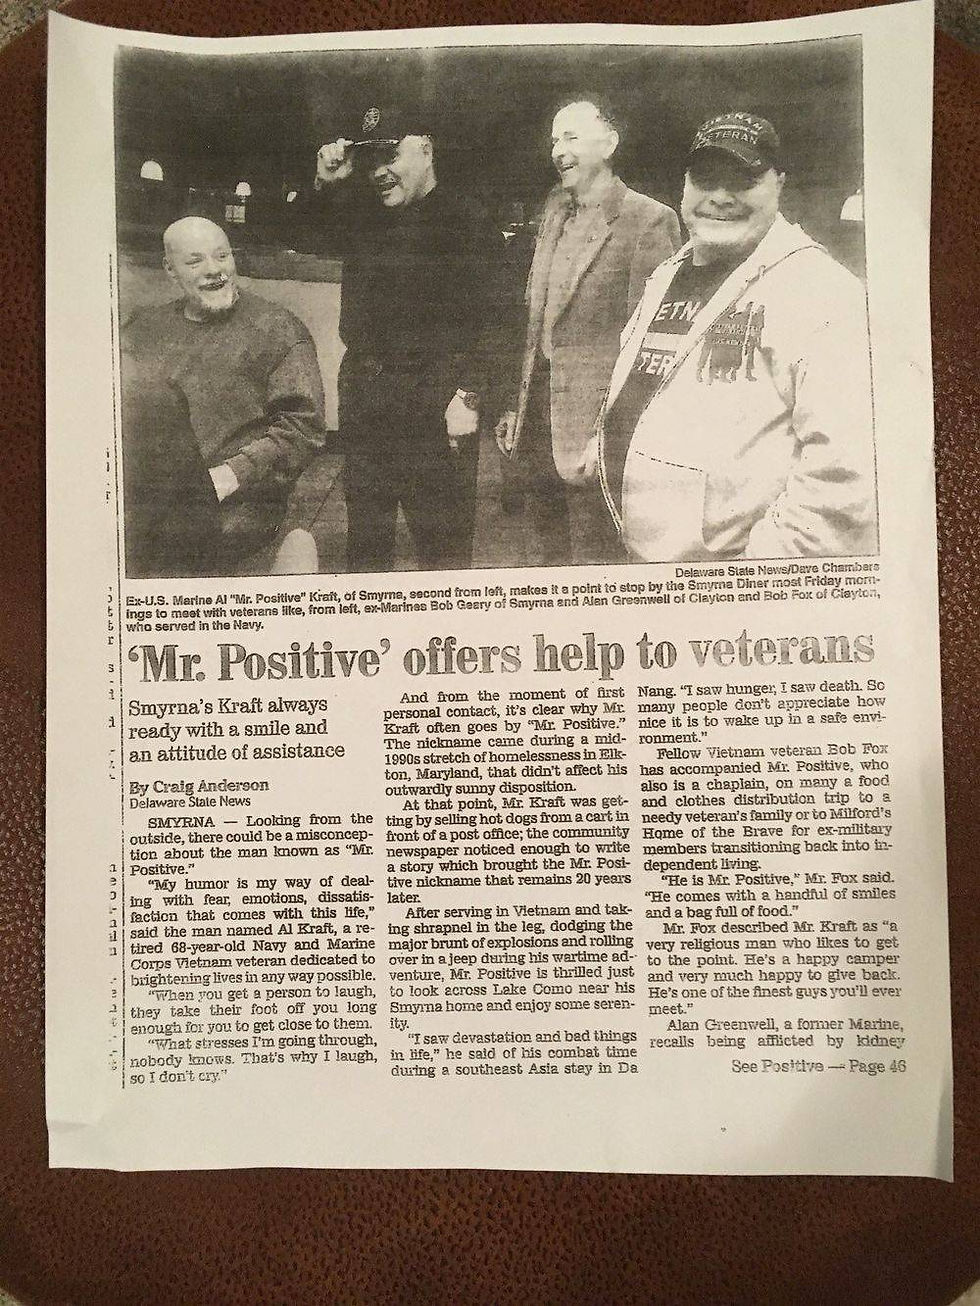 VIETNAM
VETERAN
ETN
TER
Delaware State News/Dave Chambers
Ex-U.S. Marine Al "Mr. Positive" Kraft, of Smyrna, second from left, makes it a point to stop by the Smyrna Diner most Friday morn-
ings to meet with veterans like, from left, ex-Marines Bob Geary of Smyrna and Alan Greenwell of Clayton and Bob Fox of Clayton,
who served in the Navy.
‘Mr. Positive’ offers help to veterans
Smyrna's Kraft always
ready with a smile and
an attitude of assistance
By Craig Anderson
Delaware State News
SMYRNA — Looking from the
outside, there could be a misconcep-
tion about the man known as "Mr.
Positive."
"My humor is my way of deal-
ing with fear, emotions, dissatis-
faction that comes with this life,"
said the man named Al Kraft, a re-
tired 68-year-old Navy and Marine
Corps Vietnam veteran dedicated to
brightening lives in any way possible.
"When you get a person to laugh,
they take their foot off you long
enough for you to get close to them.
"What stresses I'm going through,
nobody knows. That's why I laugh,
so I don't cry."
And from the moment of first
personal contact, it's clear why Mr.
Kraft often goes by "Mr. Positive."
The nickname came during a mid-
1990s stretch of homelessness in Elk-
ton, Maryland, that didn't affect his
outwardly sunny disposition.
At that point, Mr. Kraft was get-
ting by selling hot dogs from a cart in
front of a post office; the community
newspaper noticed enough to write
a story which brought the Mr. Posi-
tive nickname that remains 20 years
later.
After serving in Vietnam and tak-
ing shrapnel in the leg, dodging the
major brunt of explosions and rolling
over in a jeep during his wartime ad-
venture, Mr. Positive is thrilled just
to look across Lake Como near his
Smyrna home and enjoy some seren-
ity.
"I saw devastation and bad things
in life," he said of his combat time
during a southeast Asia stay in Da
Nang. "I saw hunger, I saw death. So
many people don't appreciate how
nice it is to wake up in a safe envi-
ronment."
Fellow Vietnam veteran Bob Fox
has accompanied Mr. Positive, who
also is a chaplain, on many a food
and clothes distribution trip to a
needy veteran's family or to Milford's
Home of the Brave for ex-military
members transitioning back into in-
dependent living.
"He is Mr. Positive," Mr. Fox said.
"He comes with a handful of smiles
and a bag full of food."
Mr. Fox described Mr. Kraft as "a
very religious man who likes to get
to the point. He's a happy camper
and very much happy to give back.
He's one of the finest guys you'll ever
meet."
Alan Greenwell, a former Marine,
recalls being afflicted by kidney
See Positive — Page 46